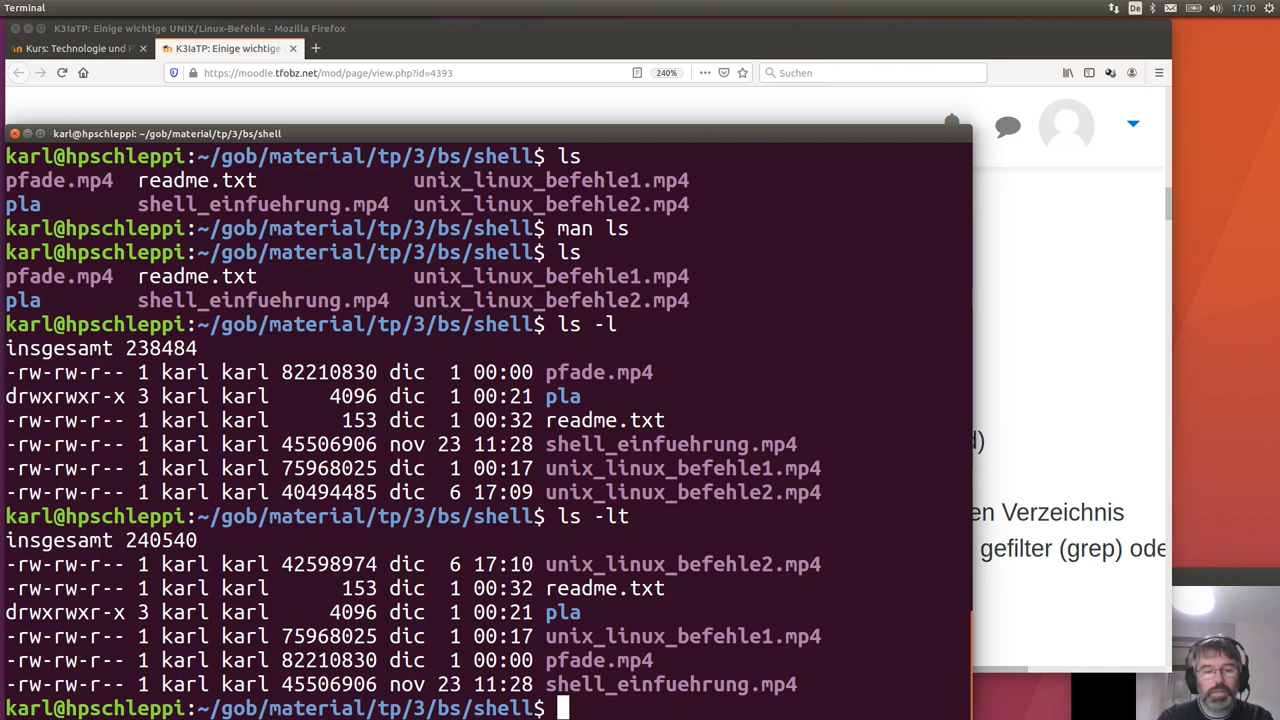 Terminal
De
17:10
K3IaTP: Einige wichtige UNIX/Linux-Befehle - Mozilla Firefox
Kurs: Technologie und P
K3IaTP: Einige wichtige
https://moodle.tfobz.net/mod/page/view.php?id=4393
240%
Suchen
karl@hpschleppi: ~/gob/material/tp/3/bs/shell
karl@hpschleppi:~/gob/material/tp/3/bs/shell$ ls
pfade.mp4 readme.txt unix_linux_befehle1.mp4
pla shell_einfuehrung.mp4 unix_linux_befehle2.mp4
karl@hpschleppi:~/gob/material/tp/3/bs/shell$ man ls
karl@hpschleppi:~/gob/material/tp/3/bs/shell$ ls
pfade.mp4 readme.txt unix_linux_befehle1.mp4
pla shell_einfuehrung.mp4 unix_linux_befehle2.mp4
karl@hpschleppi:~/gob/material/tp/3/bs/shell$ ls -l
insgesamt 238484
-rw-rw-r-- 1 karl karl 82210830 dic 1 00:00 pfade.mp4
drwxrwxr-x 3 karl karl 4096 dic 1 00:21 pla
-rw-rw-r-- 1 karl karl 153 dic 1 00:32 readme.txt
-rw-rw-r-- 1 karl karl 45506906 nov 23 11:28 shell_einfuehrung.mp4
-rw-rw-r-- 1 karl karl 75968025 dic 1 00:17 unix_linux_befehle1.mp4
-rw-rw-r-- 1 karl karl 40494485 dic 6 17:09 unix_linux_befehle2.mp4
karl@hpschleppi:~/gob/material/tp/3/bs/shell$ ls -lt
insgesamt 240540
-rw-rw-r-- 1 karl karl 42598974 dic 6 17:10 unix_linux_befehle2.mp4
-rw-rw-r-- 1 karl karl 153 dic 1 00:32 readme.txt
drwxrwxr-x 3 karl karl 4096 dic 1 00:21 pla
-rw-rw-r-- 1 karl karl 75968025 dic 1 00:17 unix_linux_befehle1.mp4
-rw-rw-r-- 1 karl karl 82210830 dic 1 00:00 pfade.mp4
-rw-rw-r-- 1 karl karl 45506906 nov 23 11:28 shell_einfuehrung.mp4
karl@hpschleppi:~/gob/material/tp/3/bs/shell$
d)
en Verzeichnis
gefilter (grep) ode